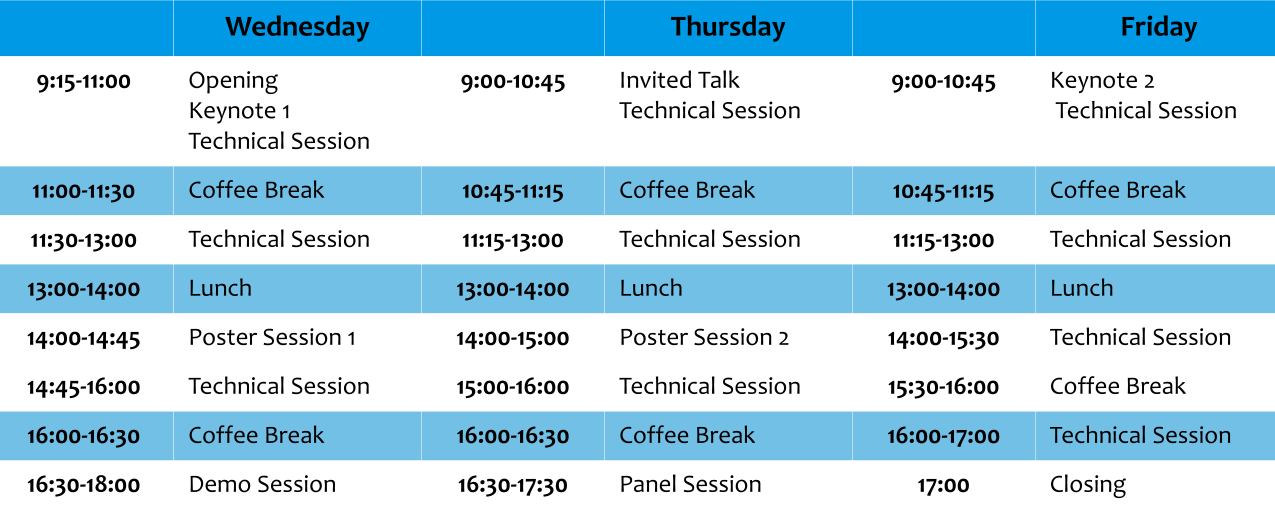 Wednesday Thursday Friday
9:15-11:00 Opening 9:00-10:45 Invited Talk 9:00-10:45 Keynote 2
Keynote 1 Technical Session Technical Session
Technical Session
11:00-11:30 Coffee Break 10:45-11:15 Coffee Break 10:45-11:15 Coffee Break
11:30-13:00 Technical Session 11:15-13:00 Technical Session 11:15-13:00 Technical Session
13:00-14:00 Lunch 13:00-14:00 Lunch 13:00-14:00 Lunch
14:00-14:45 Poster Session 1 14:00-15:00 Poster Session 2 14:00-15:30 Technical Session
14:45-16:00 Technical Session 15:00-16:00 Technical Session 15:30-16:00 Coffee Break
16:00-16:30 Coffee Break 16:00-16:30 Coffee Break 16:00-17:00 Technical Session
16:30-18:00 Demo Session 16:30-17:30 Panel Session 17:00 Closing